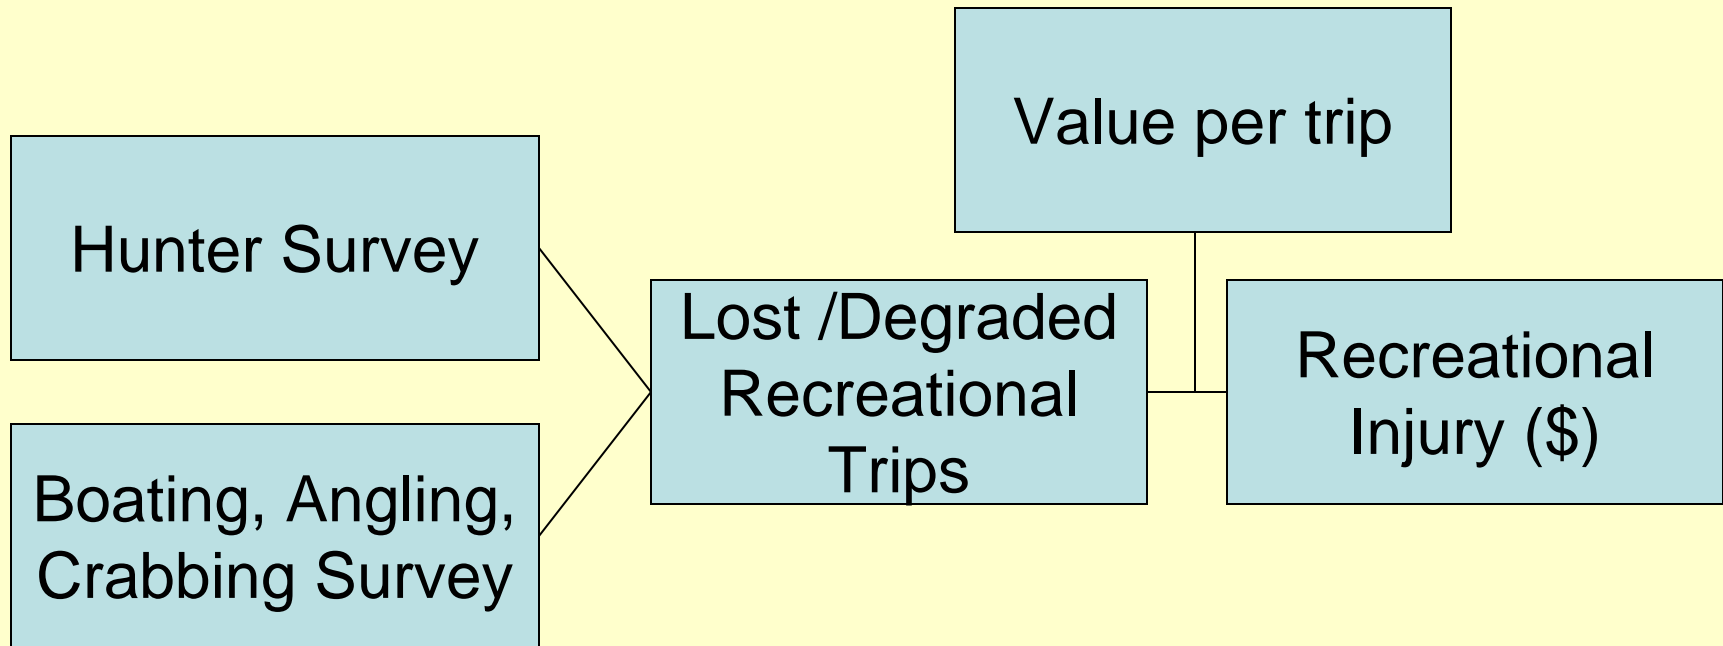 Value per trip
Hunter Survey
Lost /Degraded
Recreational
Trips
Recreational
Injury ($)
Boating, Angling,
Crabbing Survey